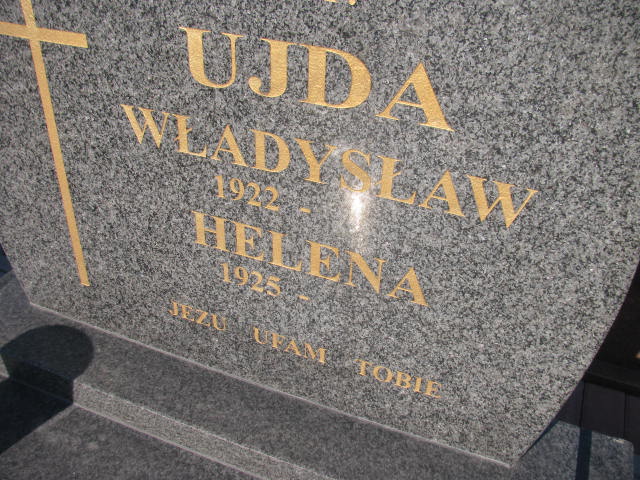 UJDA
WŁADYSŁAW
1922 -
HELENA
1925 -
JEZU UFAM TOBIE